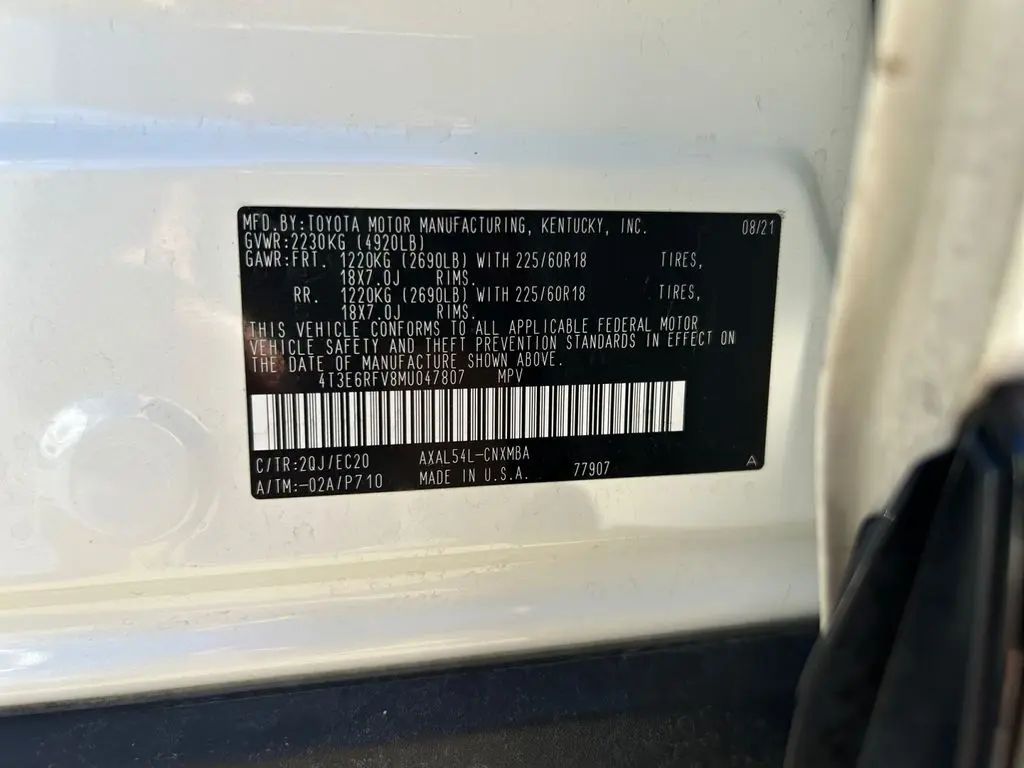 MFD.BY:TOYOTA MOTOR MANUFACTURING, KENTUCKY, INC. 08/21
GVWR:2230KG (4920LB)
GAWR:FRT. 1220KG (2690LB) WITH 225/60R18 TIRES,
18X7.0J RIMS.
RR. 1220KG (2690LB) WITH 225/60R18 TIRES,
18X7.0J RIMS.
THIS VEHICLE CONFORMS TO ALL APPLICABLE FEDERAL MOTOR
VEHICLE SAFETY AND THEFT PREVENTION STANDARDS IN EFFECT ON
THE DATE OF MANUFACTURE SHOWN ABOVE.
4T3E6RFV8MU047807 MPV
C/TR:2QJ/EC20 AXAL54L-CNXMBA
A/TM:-02A/P710 MADE IN U.S.A. 77907 A